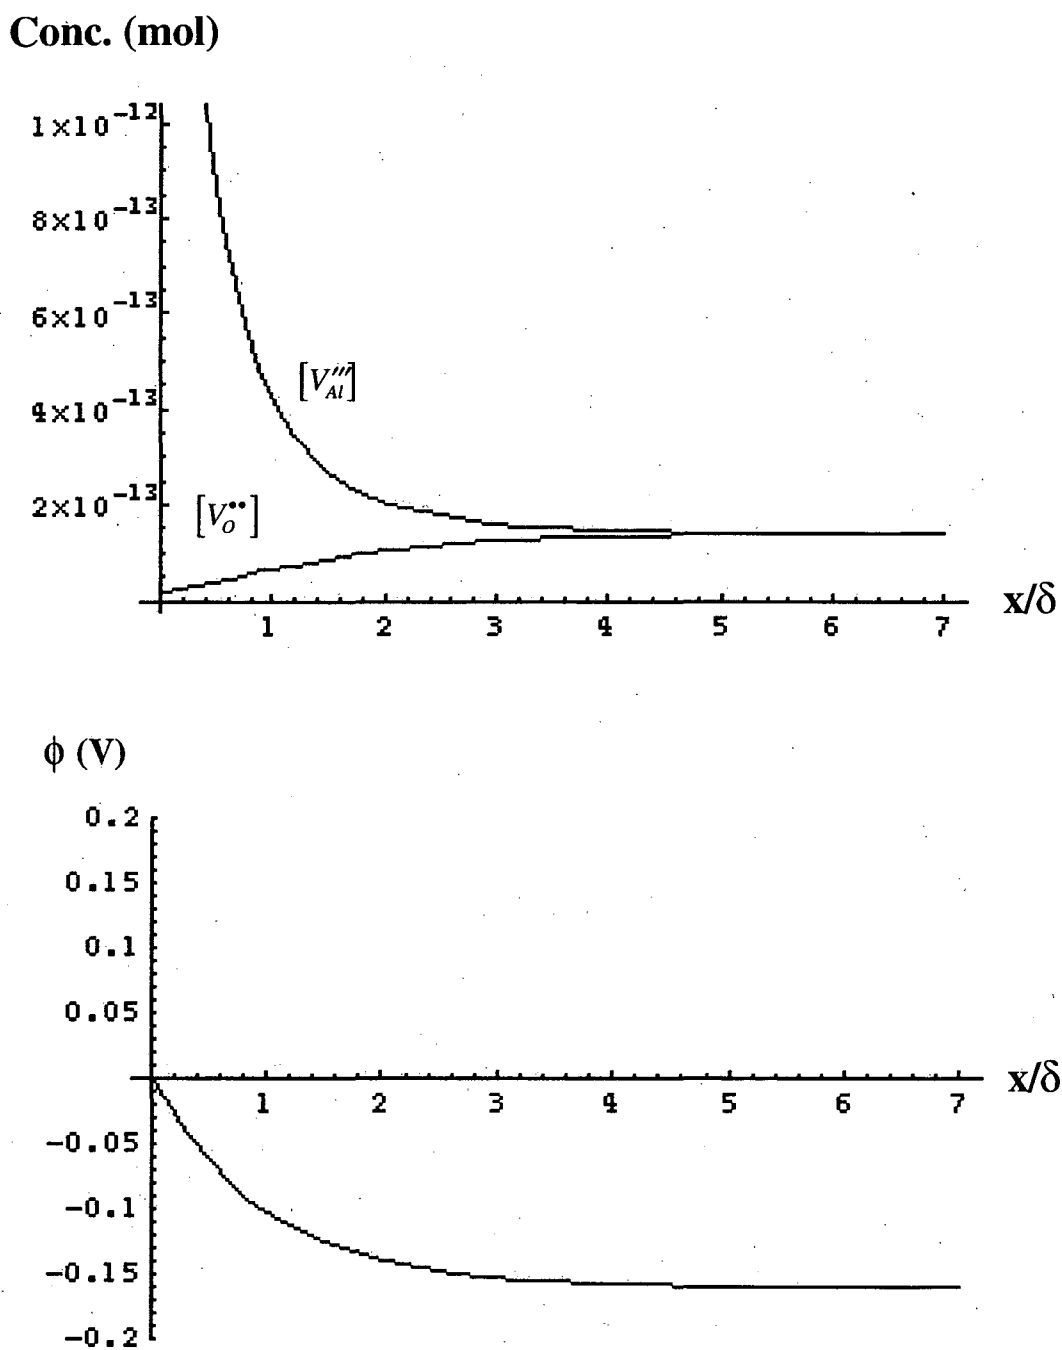 Conc. (mol)
1×10⁻¹²
8×10⁻¹³
6×10⁻¹³
[V_Al''']
4×10⁻¹³
2×10⁻¹³
[V_O^••]
x/δ
1 2 3 4 5 6 7
ϕ (V)
0.2
0.15
0.1
0.05
x/δ
1 2 3 4 5 6 7
-0.05
-0.1
-0.15
-0.2